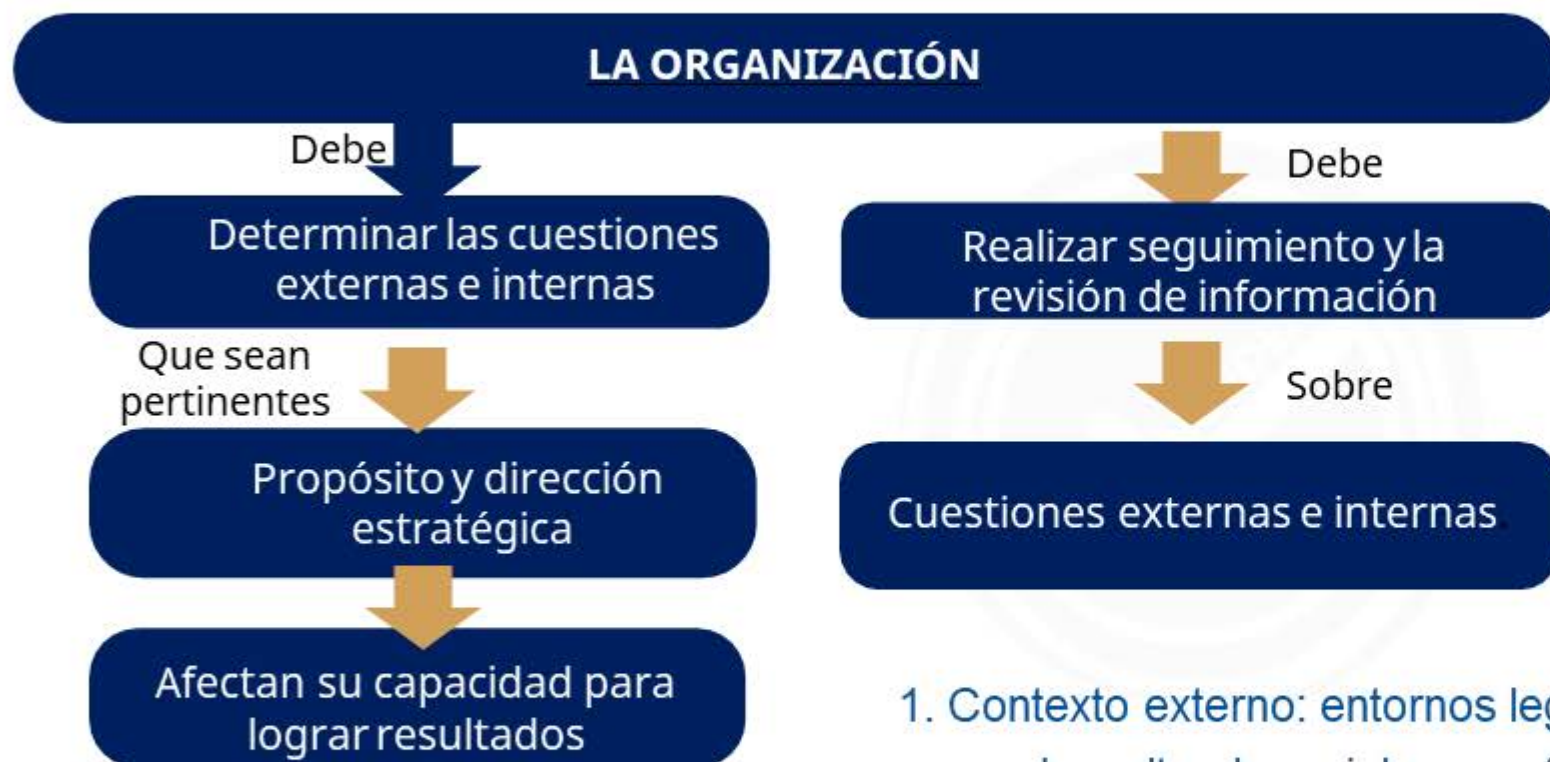 LA ORGANIZACIÓN
Debe
Determinar las cuestiones
externas e internas
Que sean
pertinentes
Propósito y dirección
estratégica
Afectan su capacidad para
lograr resultados
Debe
Realizar seguimiento y la
revisión de información
Sobre
Cuestiones externas e internas.
1. Contexto externo: entornos